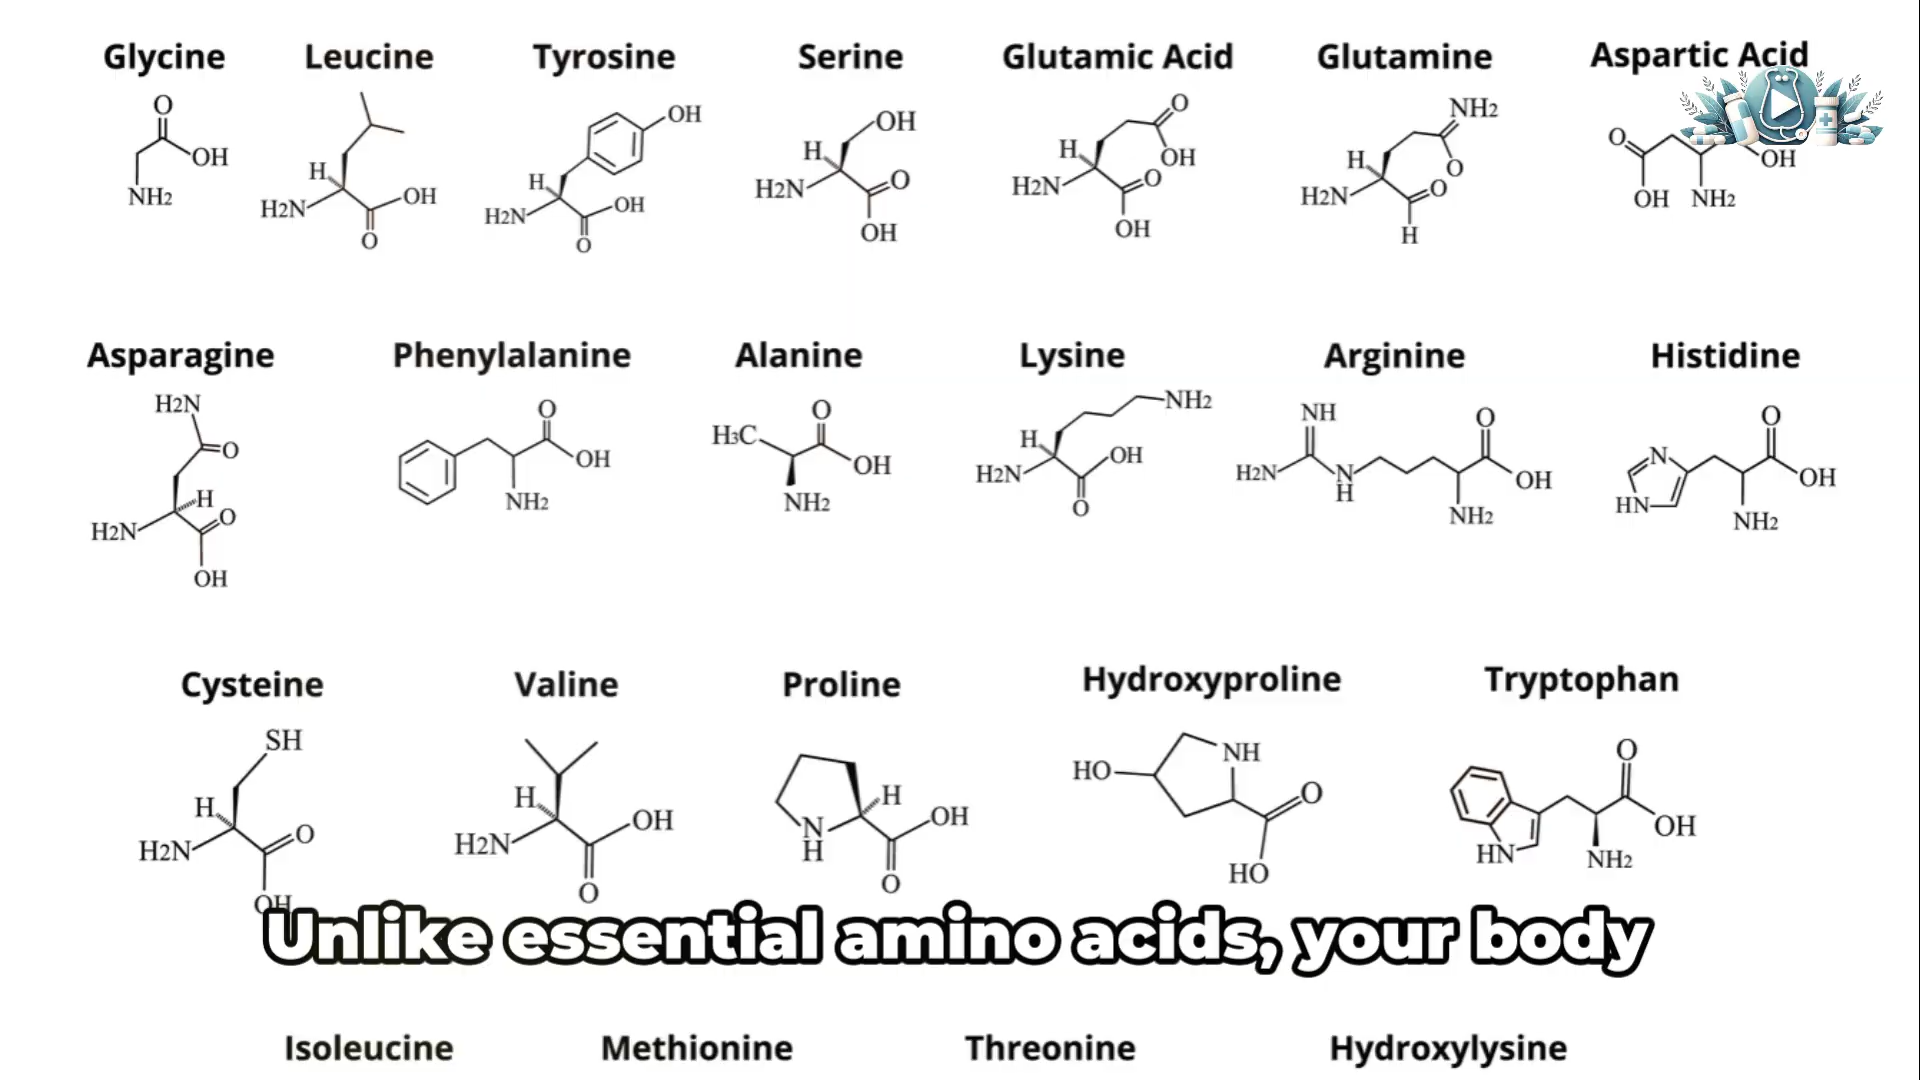 Glycine Leucine Tyrosine Serine Glutamic Acid Glutamine Aspartic Acid
O
OH
NH2
H
H2N
OH
O
OH
H
H2N
OH
O
OH
H
H2N
O
OH
O
OH
H
H2N
O
OH
NH2
O
H
H2N
O
H
O
OH
OH
NH2
Asparagine Phenylalanine Alanine Lysine Arginine Histidine
H2N
O
H
H2N
O
OH
O
OH
NH2
H3C
O
OH
NH2
NH2
H
H2N
OH
O
NH
H2N
N
H
O
OH
NH2
N
HN
O
OH
NH2
Cysteine Valine Proline Hydroxyproline Tryptophan
SH
H
H2N
O
OH
H
H2N
OH
O
N
H
H
OH
O
HO
NH
O
HO
HN
O
OH
NH2
Unlike essential amino acids, your body
Isoleucine Methionine Threonine Hydroxylysine